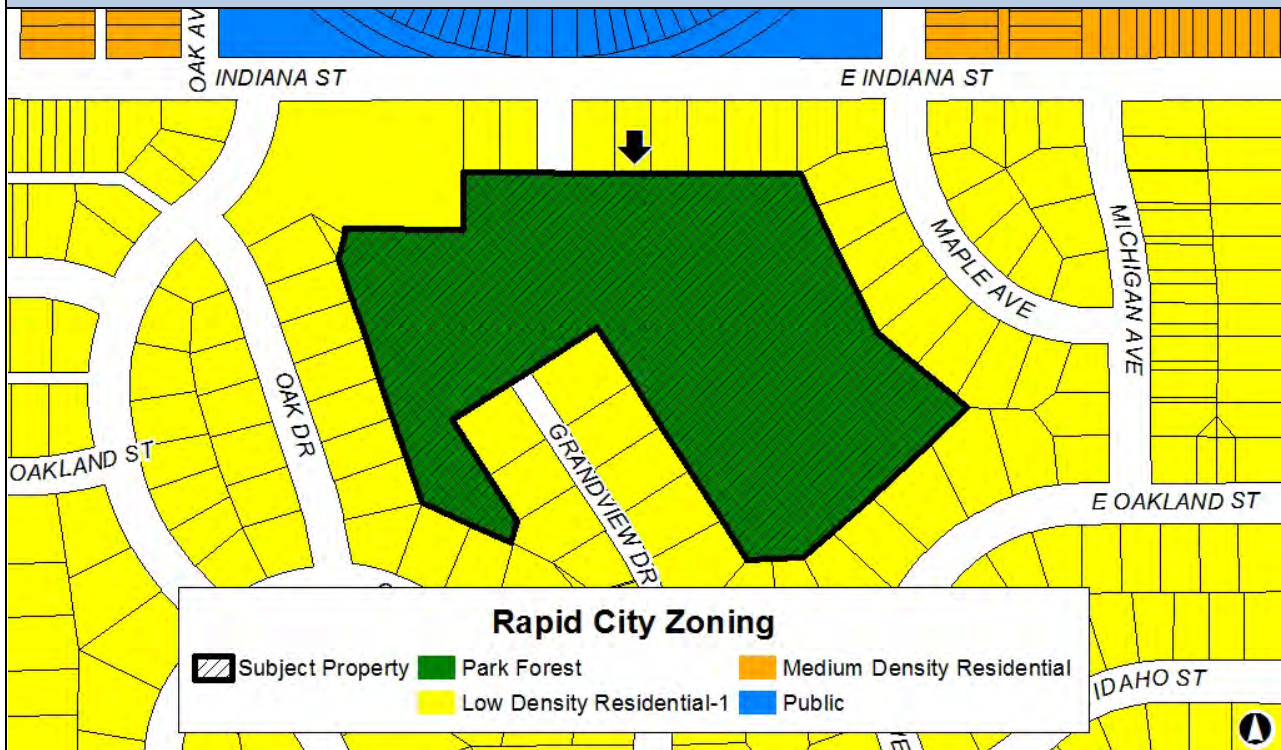 OAK AV
INDIANA ST
E INDIANA ST
MAPLE AVE
MICHIGAN AVE
OAK DR
OAKLAND ST
GRANDVIEW DR
E OAKLAND ST
Rapid City Zoning
Subject Property
Park Forest
Medium Density Residential
Low Density Residential-1
Public
IDAHO ST